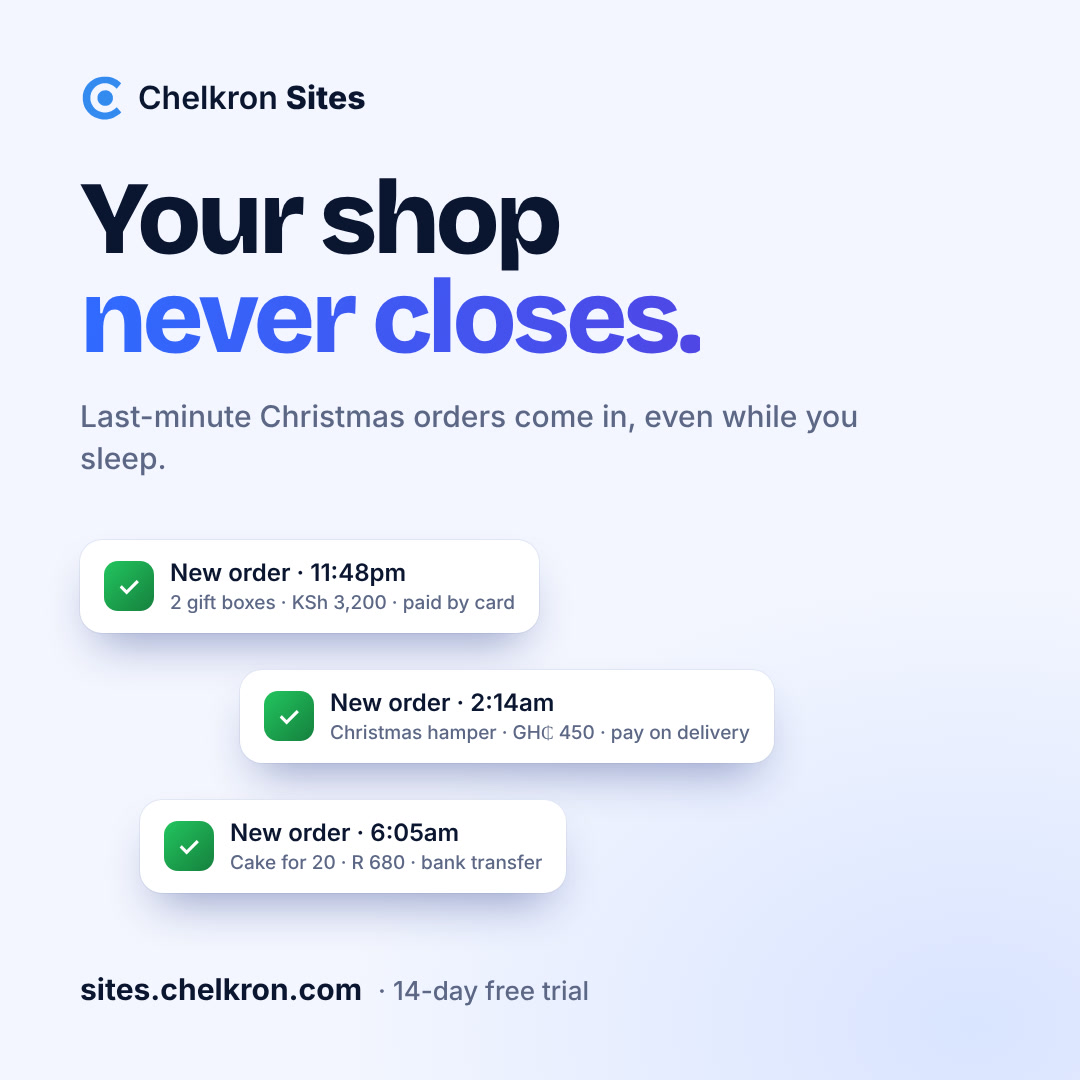 Chelkron Sites
Your shop
never closes.
Last-minute Christmas orders come in, even while you
sleep.
New order · 11:48pm
2 gift boxes · KSh 3,200 · paid by card
New order · 2:14am
Christmas hamper · GH₵ 450 · pay on delivery
New order · 6:05am
Cake for 20 · R 680 · bank transfer
sites.chelkron.com · 14-day free trial